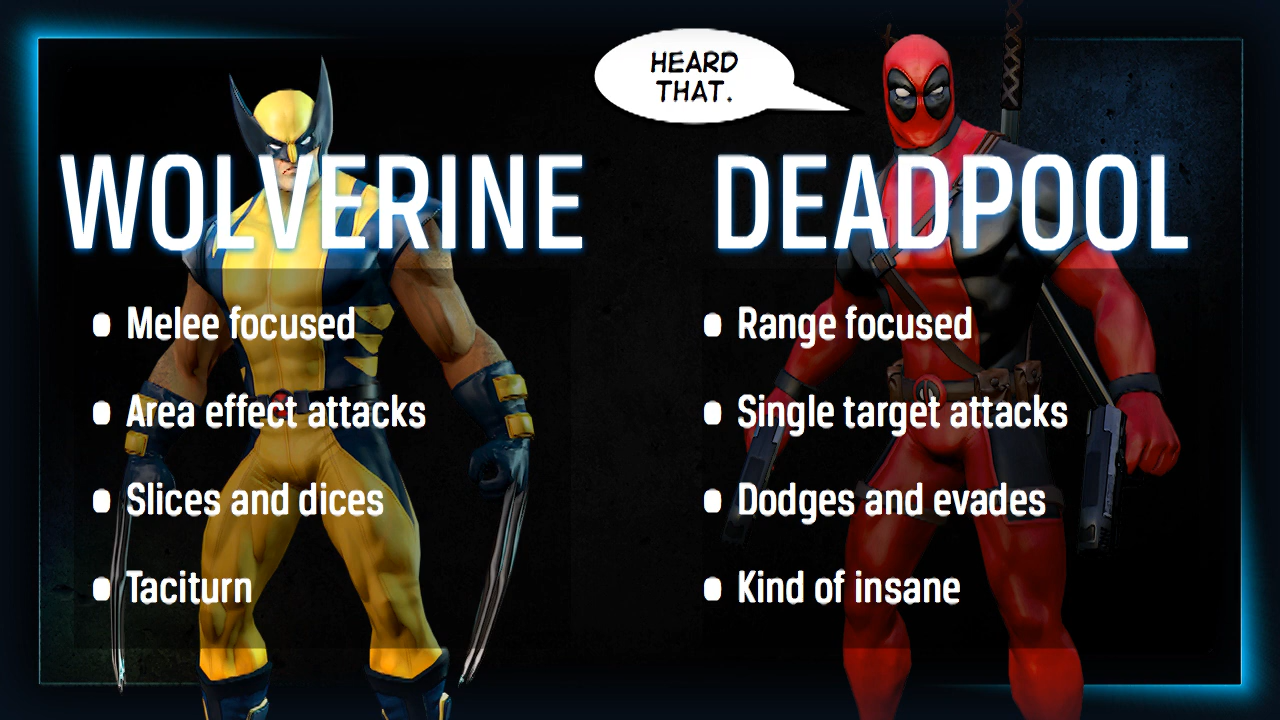 HEARD
THAT.
WOLVERINE
• Melee focused
• Area effect attacks
• Slices and dices
• Taciturn
DEADPOOL
• Range focused
• Single target attacks
• Dodges and evades
• Kind of insane